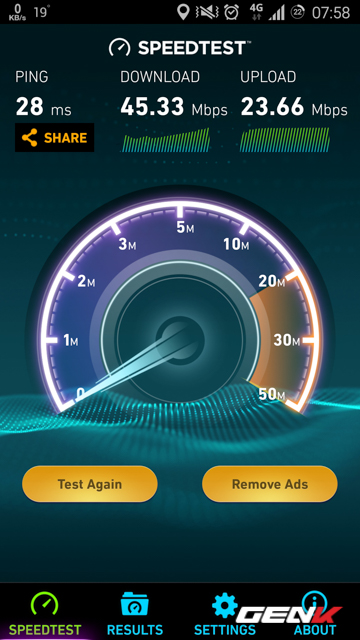 0
KB/s 19° 4G 22 07:58
SPEEDTEST™
PING DOWNLOAD UPLOAD
28 ms 45.33 Mbps 23.66 Mbps
SHARE
5M
3M 10M
2M 20M
1M 30M
0 50M
Test Again Remove Ads
SPEEDTEST RESULTS SETTINGS ABOUT
GENK